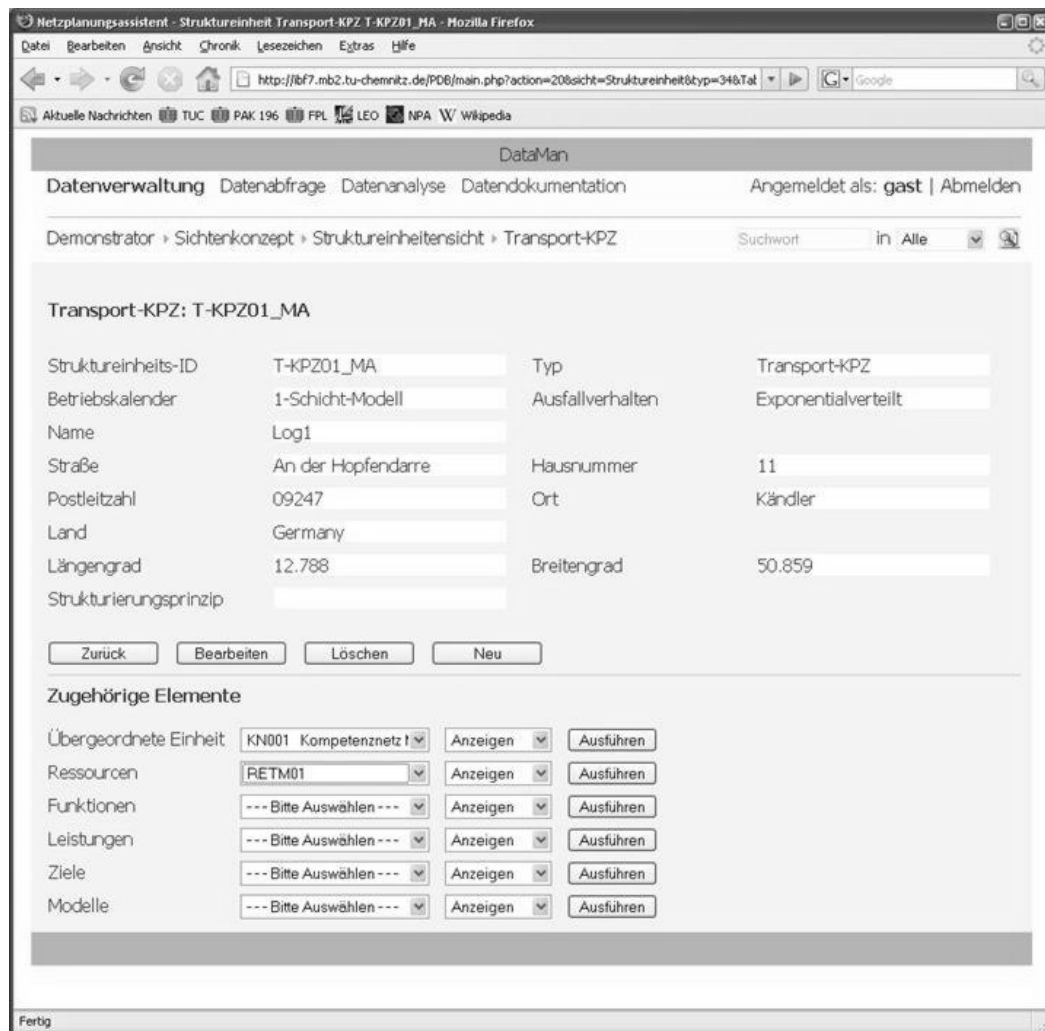 Netzplanungsassistent - Struktureinheit Transport-KPZ T-KPZ01_MA - Mozilla Firefox
Datei Bearbeiten Ansicht Chronik Lesezeichen Extras Hilfe
http://ibf7.mb2.tu-chemnitz.de/PDB/main.php?action=20&sicht=Struktureinheit&typ=34&Tab G Google
Aktuelle Nachrichten TUC PAK 196 FPL LEO NPA W Wikipedia
DataMan
Datenverwaltung Datenabfrage Datenanalyse Datendokumentation Angemeldet als: gast | Abmelden
Demonstrator › Sichtenkonzept › Struktureinheitensicht › Transport-KPZ Suchwort in Alle
Transport-KPZ: T-KPZ01_MA
Struktureinheits-ID T-KPZ01_MA Typ Transport-KPZ
Betriebskalender 1-Schicht-Modell Ausfallverhalten Exponentialverteilt
Name Log1
Straße An der Hopfendarre Hausnummer 11
Postleitzahl 09247 Ort Kändler
Land Germany
Längengrad 12.788 Breitengrad 50.859
Strukturierungsprinzip
Zurück Bearbeiten Löschen Neu
Zugehörige Elemente
Übergeordnete Einheit KN001 Kompetenznetz Anzeigen Ausführen
Ressourcen RETM01 Anzeigen Ausführen
Funktionen --- Bitte Auswählen --- Anzeigen Ausführen
Leistungen --- Bitte Auswählen --- Anzeigen Ausführen
Ziele --- Bitte Auswählen --- Anzeigen Ausführen
Modelle --- Bitte Auswählen --- Anzeigen Ausführen
Fertig